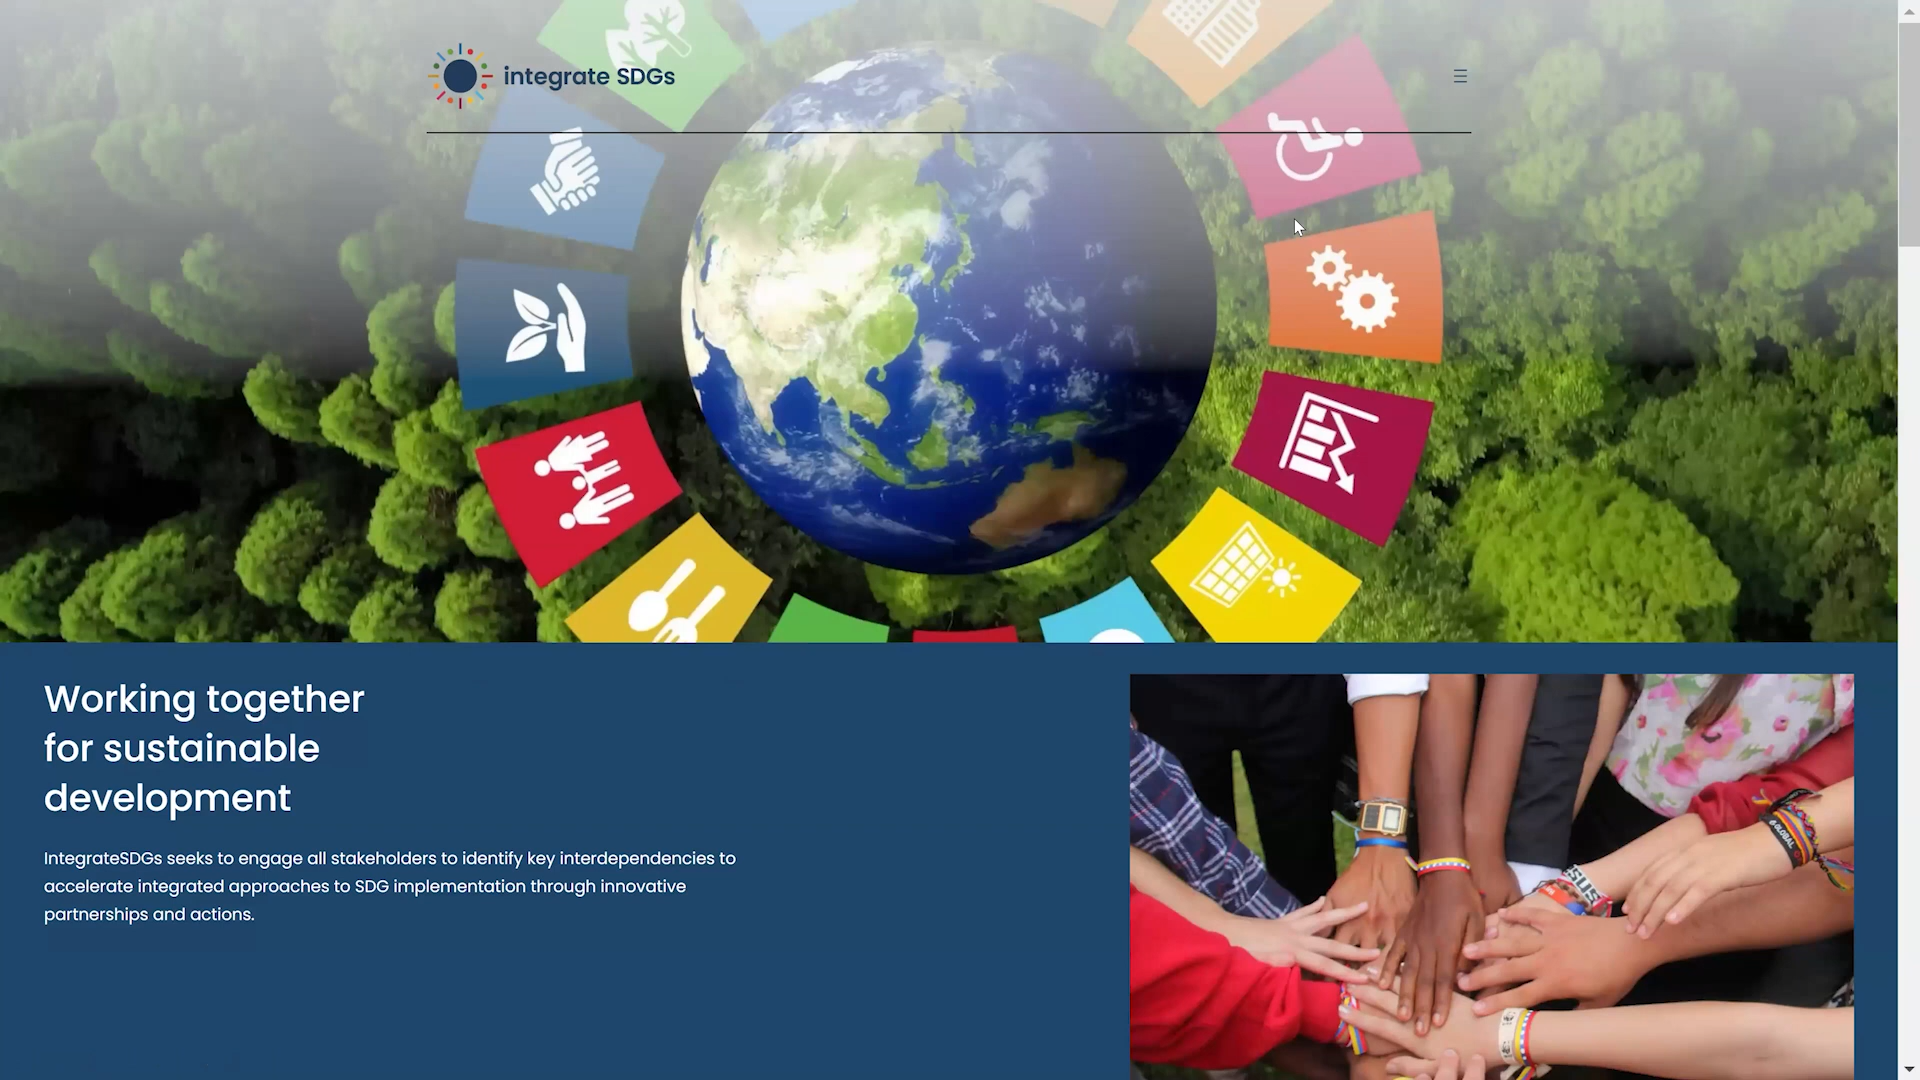 integrate SDGs
Working together
for sustainable
development
IntegrateSDGs seeks to engage all stakeholders to identify key interdependencies to
accelerate integrated approaches to SDG implementation through innovative
partnerships and actions.